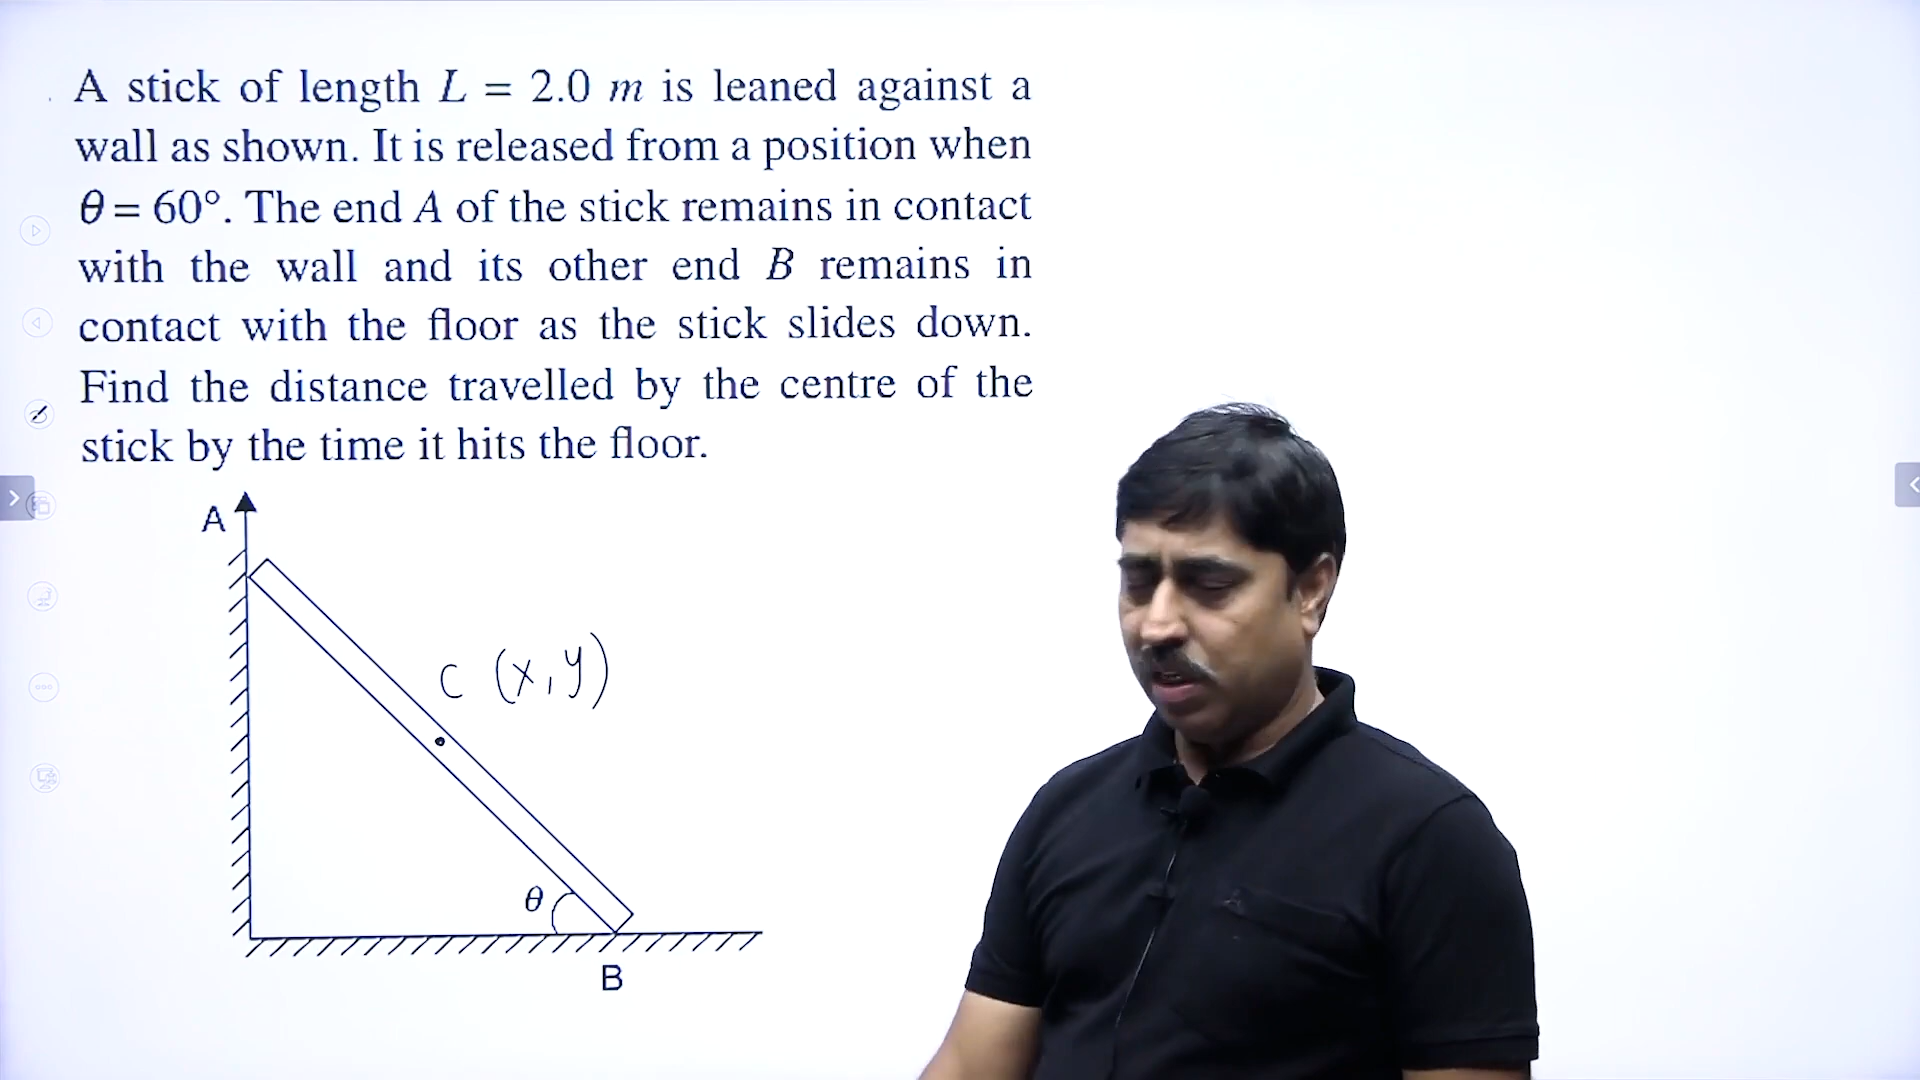 A stick of length L = 2.0 m is leaned against a
wall as shown. It is released from a position when
θ = 60°. The end A of the stick remains in contact
with the wall and its other end B remains in
contact with the floor as the stick slides down.
Find the distance travelled by the centre of the
stick by the time it hits the floor.
A
C (x, y)
θ
B